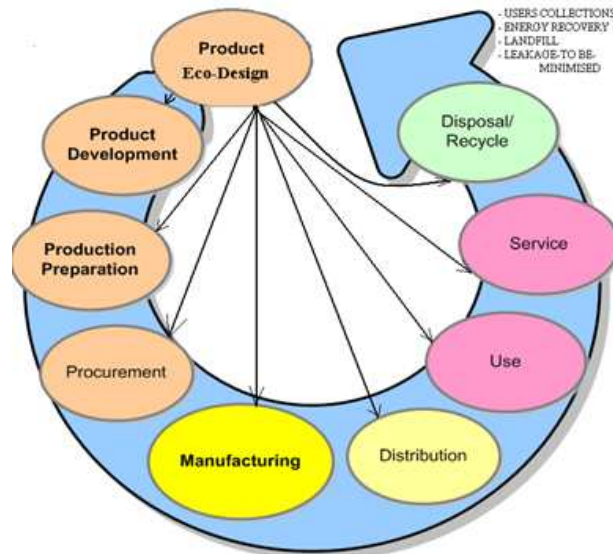 - USERS COLLECTIONS
- ENERGY RECOVERY
- LANDFILL
- LEAKAGE-TO BE-
MINIMISED
Product
Eco-Design
Product
Development
Production
Preparation
Procurement
Manufacturing
Distribution
Use
Service
Disposal/
Recycle